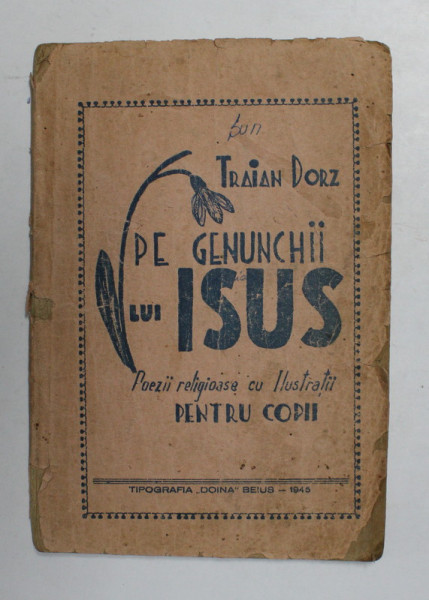 TRAIAN DORZ
PE GENUNCHII
LUI ISUS
Poezii religioase cu Ilustrații
PENTRU COPII
TIPOGRAFIA „DOINA" BEIUȘ — 1945